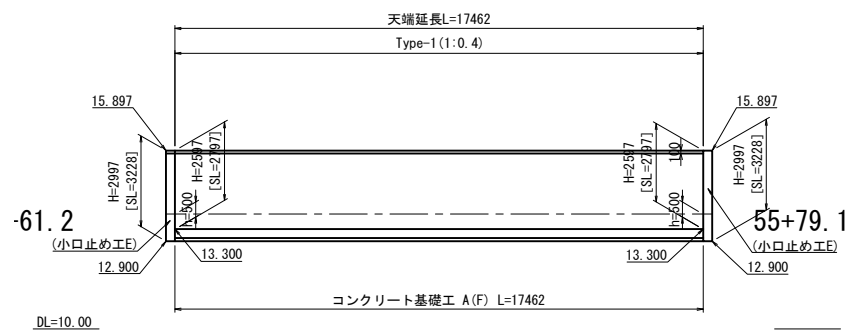 天端延長L=17462
Type-1(1:0.4)
15.897
15.897
H=2997
[SL=3228]
H=2597
[SL=2797]
h=500
H=2597
[SL=2797]
100
h=500
H=2997
[SL=3228]
-61.2
(小口止め工E)
55+79.1
(小口止め工E)
13.300
13.300
12.900
12.900
コンクリート基礎工 A(F) L=17462
DL=10.00